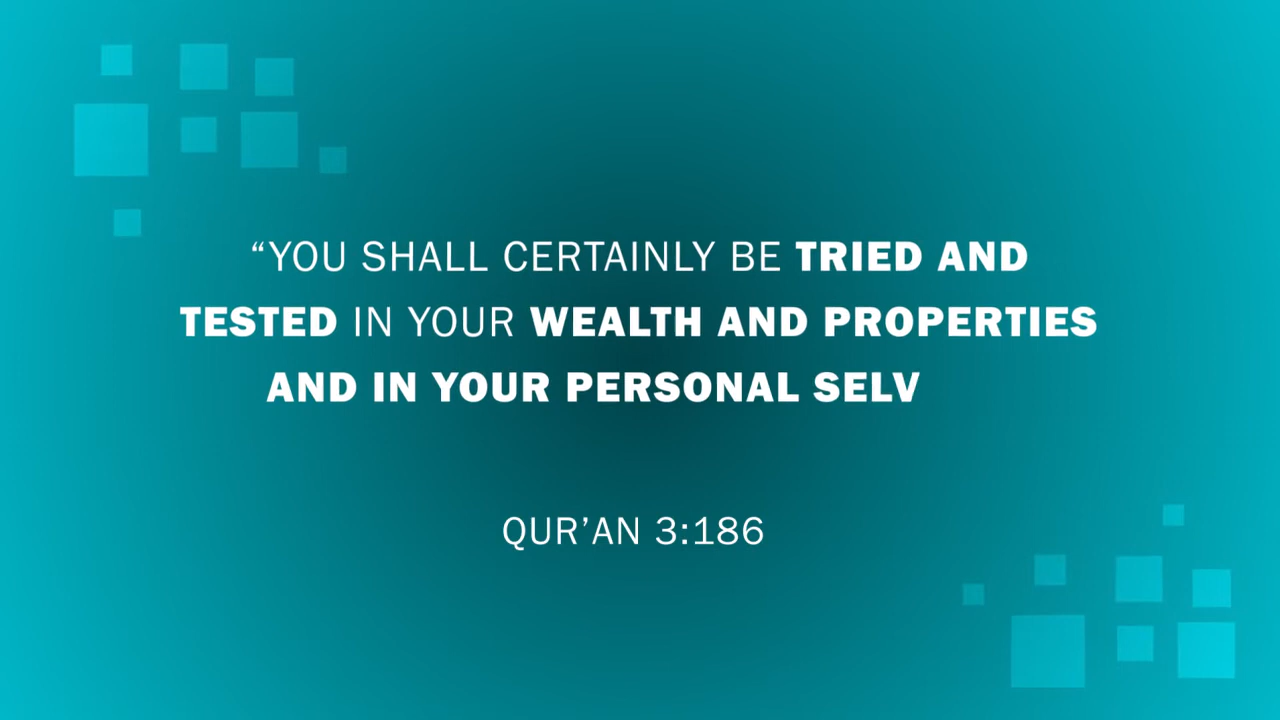 “YOU SHALL CERTAINLY BE TRIED AND
TESTED IN YOUR WEALTH AND PROPERTIES
AND IN YOUR PERSONAL SELV
QUR’AN 3:186